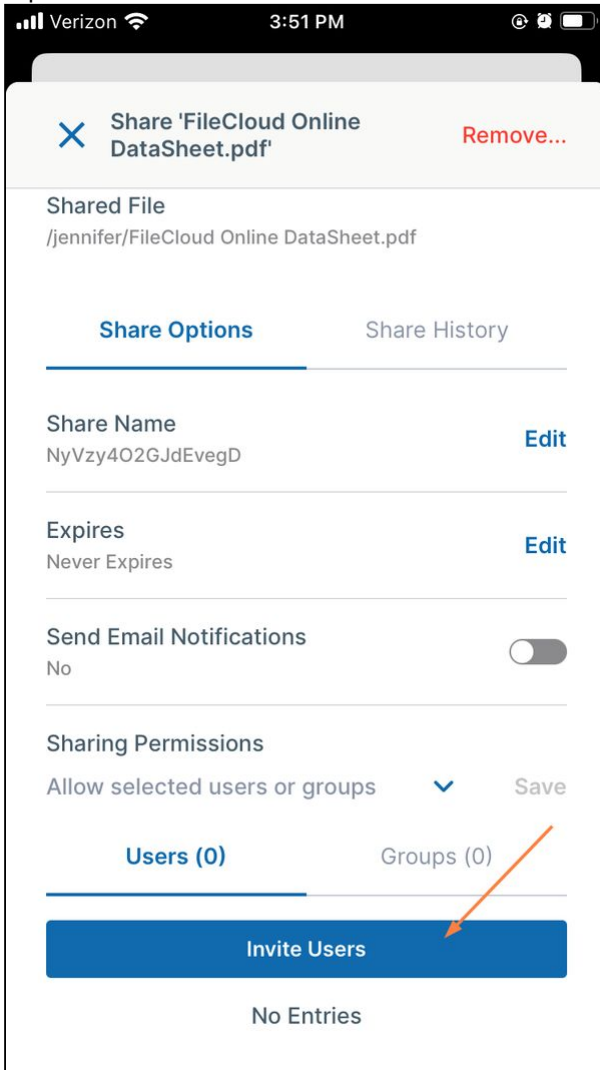 Verizon 3:51 PM
Share 'FileCloud Online
DataSheet.pdf'
Remove...
Shared File
/jennifer/FileCloud Online DataSheet.pdf
Share Options Share History
Share Name
NyVzy4O2GJdEvegD
Edit
Expires
Never Expires
Edit
Send Email Notifications
No
Sharing Permissions
Allow selected users or groups Save
Users (0) Groups (0)
Invite Users
No Entries